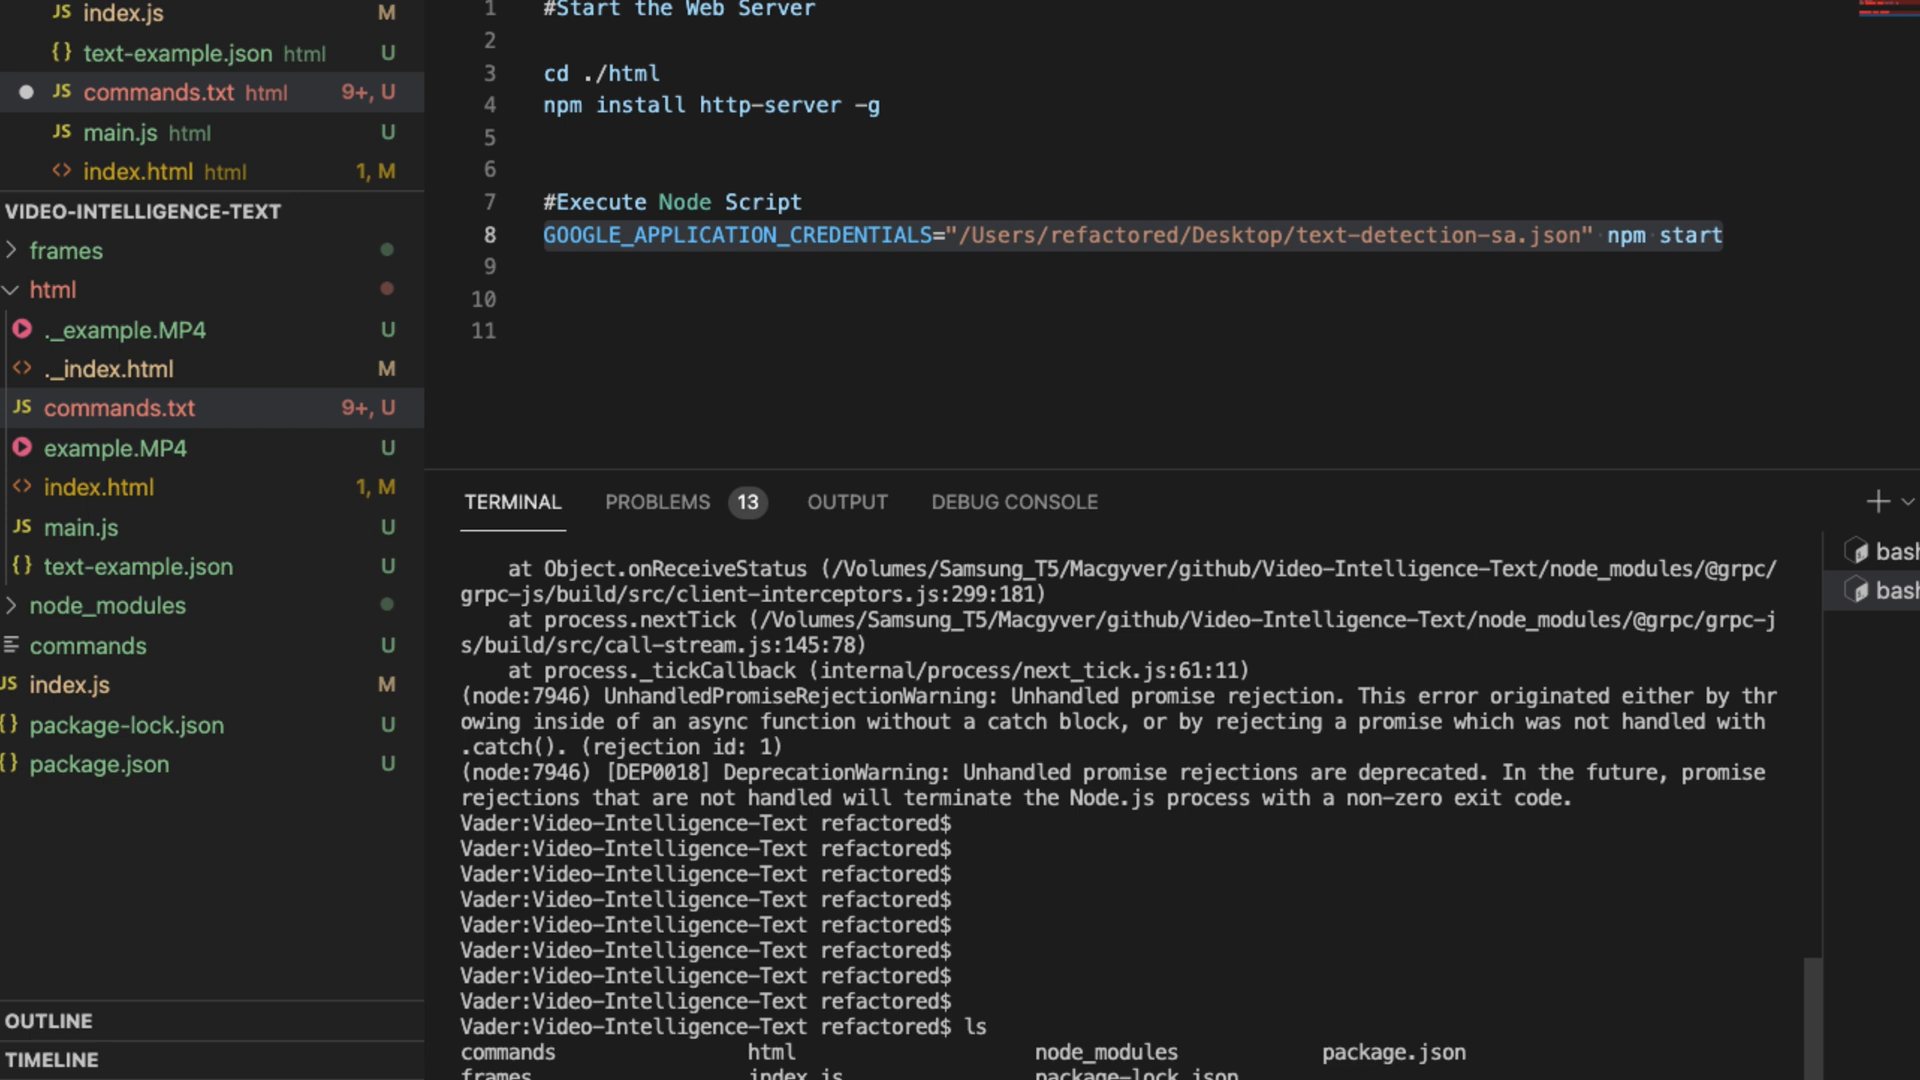 JS index.js M
{} text-example.json html U
JS commands.txt html 9+, U
JS main.js html U
<> index.html html 1, M
VIDEO-INTELLIGENCE-TEXT
frames
html
._example.MP4 U
<> ._index.html M
JS commands.txt 9+, U
example.MP4 U
<> index.html 1, M
JS main.js U
{} text-example.json U
node_modules
commands U
JS index.js M
{} package-lock.json U
{} package.json U
OUTLINE
TIMELINE
1 #Start the Web Server
2
3 cd ./html
4 npm install http-server -g
5
6
7 #Execute Node Script
8 GOOGLE_APPLICATION_CREDENTIALS="/Users/refactored/Desktop/text-detection-sa.json" npm start
9
10
11
TERMINAL PROBLEMS 13 OUTPUT DEBUG CONSOLE
bash
bash
at Object.onReceiveStatus (/Volumes/Samsung_T5/Macgyver/github/Video-Intelligence-Text/node_modules/@grpc/
grpc-js/build/src/client-interceptors.js:299:181)
at process.nextTick (/Volumes/Samsung_T5/Macgyver/github/Video-Intelligence-Text/node_modules/@grpc/grpc-j
s/build/src/call-stream.js:145:78)
at process._tickCallback (internal/process/next_tick.js:61:11)
(node:7946) UnhandledPromiseRejectionWarning: Unhandled promise rejection. This error originated either by thr
owing inside of an async function without a catch block, or by rejecting a promise which was not handled with
.catch(). (rejection id: 1)
(node:7946) [DEP0018] DeprecationWarning: Unhandled promise rejections are deprecated. In the future, promise
rejections that are not handled will terminate the Node.js process with a non-zero exit code.
Vader:Video-Intelligence-Text refactored$
Vader:Video-Intelligence-Text refactored$
Vader:Video-Intelligence-Text refactored$
Vader:Video-Intelligence-Text refactored$
Vader:Video-Intelligence-Text refactored$
Vader:Video-Intelligence-Text refactored$
Vader:Video-Intelligence-Text refactored$
Vader:Video-Intelligence-Text refactored$
Vader:Video-Intelligence-Text refactored$ ls
commands html node_modules package.json
frames index.js package-lock.json